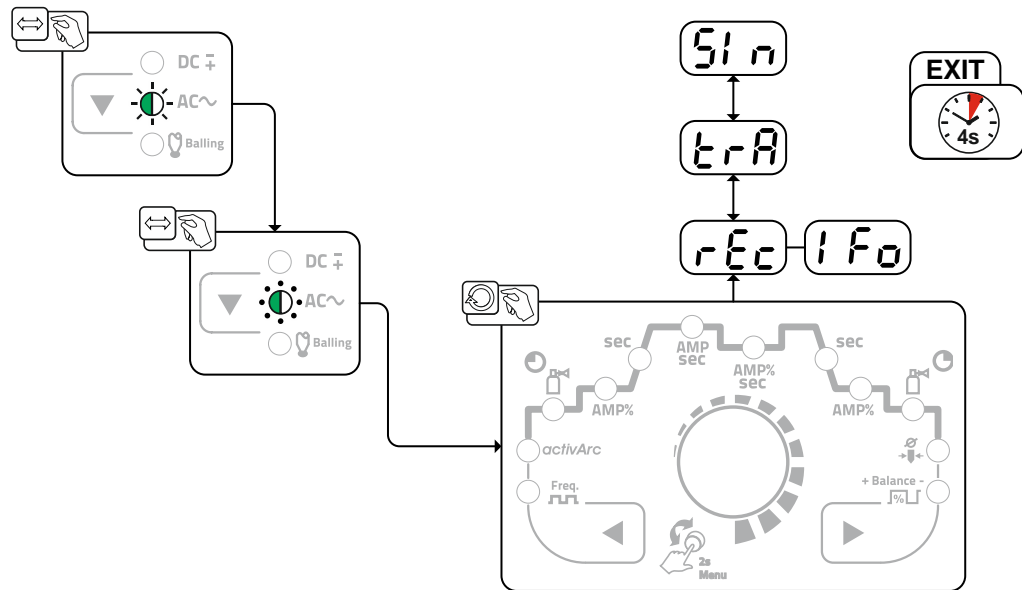 DC
AC
Balling
DC
AC
Balling
SIn
trA
rEc
IFo
EXIT
4s
sec
AMP
sec
AMP%
sec
sec
AMP%
AMP%
activArc
Freq.
+ Balance -
%
2s
Menu